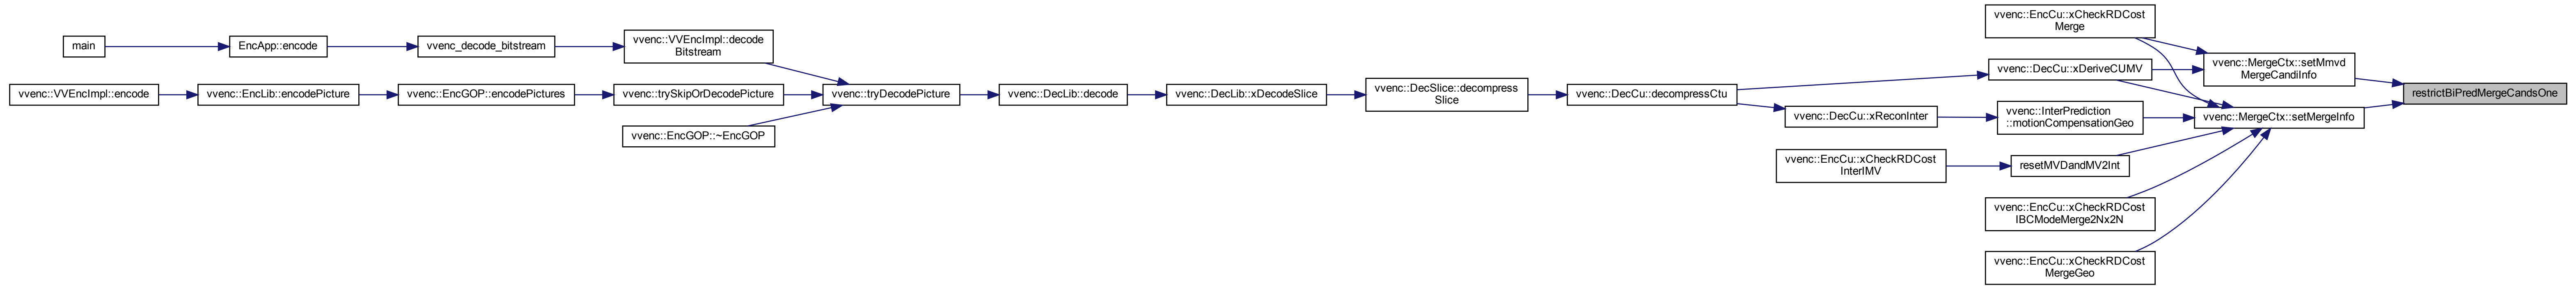 main
EncApp::encode
vvenc_decode_bitstream
vvenc::VVEncImpl::decode
Bitstream
vvenc::VVEncImpl::encode
vvenc::EncLib::encodePicture
vvenc::EncGOP::encodePictures
vvenc::trySkipOrDecodePicture
vvenc::EncGOP::~EncGOP
vvenc::tryDecodePicture
vvenc::DecLib::decode
vvenc::DecLib::xDecodeSlice
vvenc::DecSlice::decompress
Slice
vvenc::DecCu::decompressCtu
vvenc::EncCu::xCheckRDCost
Merge
vvenc::DecCu::xDeriveCUMV
vvenc::DecCu::xReconInter
vvenc::InterPrediction
::motionCompensationGeo
vvenc::EncCu::xCheckRDCost
InterIMV
resetMVDandMV2Int
vvenc::EncCu::xCheckRDCost
IBCModeMerge2Nx2N
vvenc::EncCu::xCheckRDCost
MergeGeo
vvenc::MergeCtx::setMmvd
MergeCandiInfo
vvenc::MergeCtx::setMergeInfo
restrictBiPredMergeCandsOne